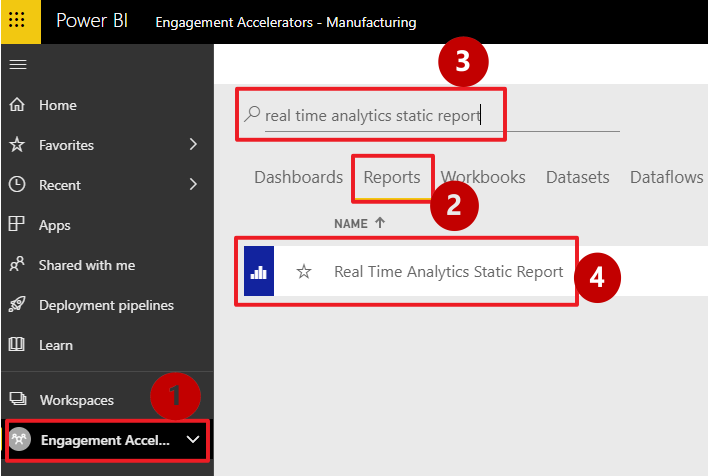 Power BI Engagement Accelerators - Manufacturing
3
real time analytics static report
Home
Favorites
Recent
Apps
Shared with me
Deployment pipelines
Learn
Workspaces
1
Engagement Accel...
Dashboards Reports Workbooks Datasets Dataflows
2
NAME
Real Time Analytics Static Report
4